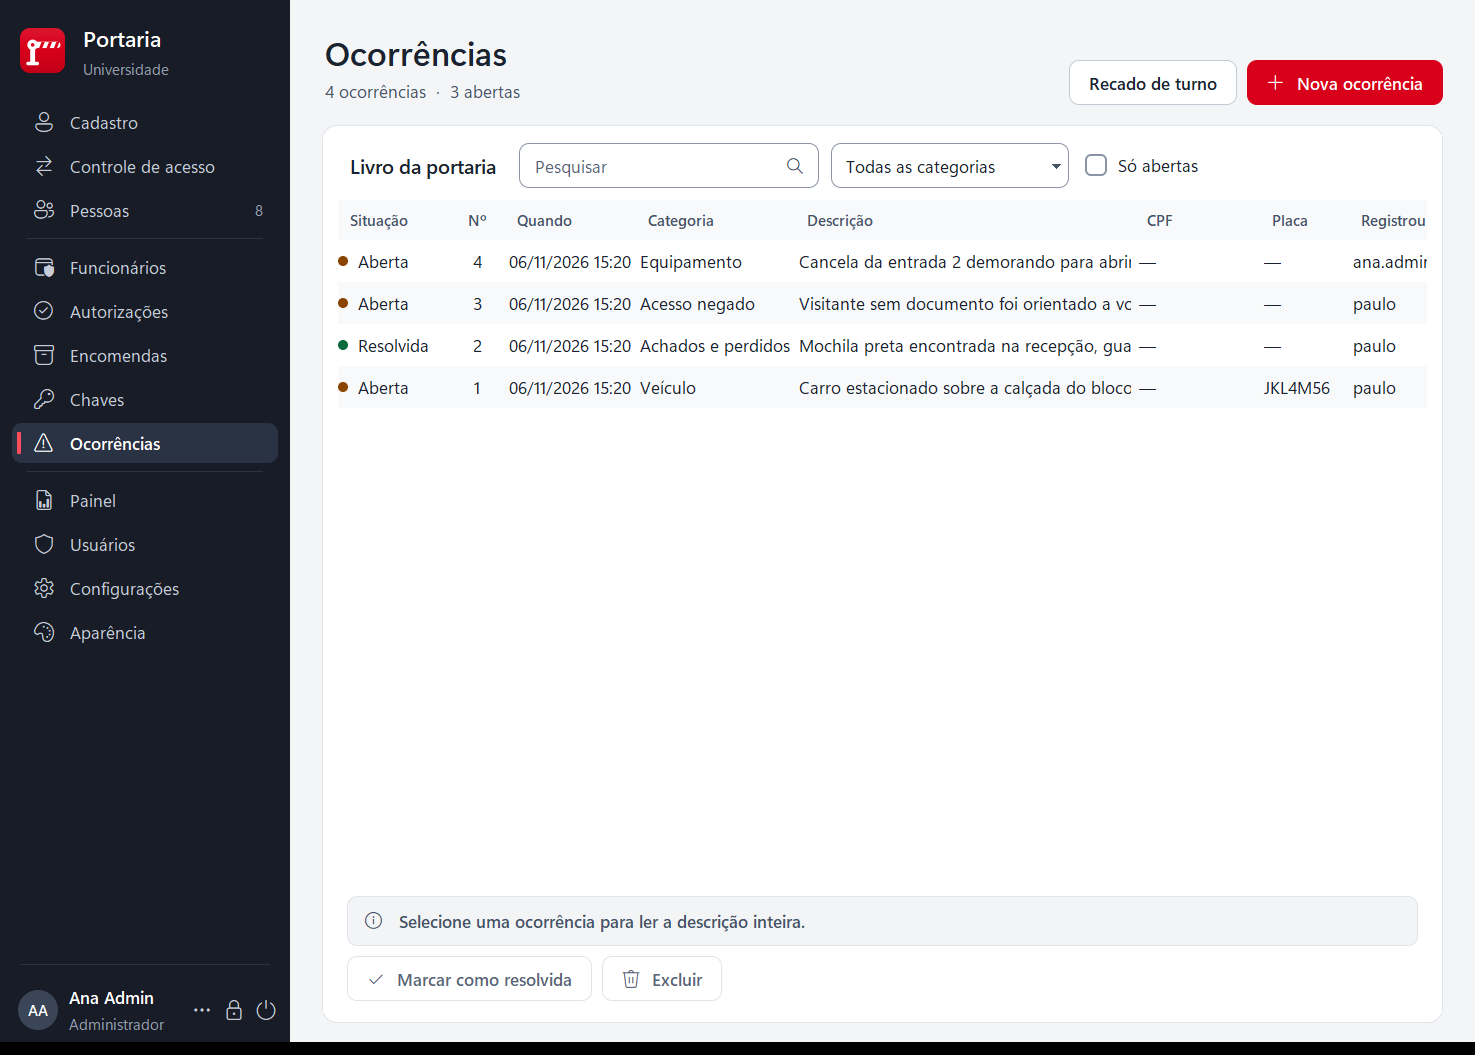 Portaria
Universidade
Cadastro
Controle de acesso
Pessoas 8
Funcionários
Autorizações
Encomendas
Chaves
Ocorrências
Painel
Usuários
Configurações
Aparência
AA
Ana Admin
Administrador
Ocorrências
4 ocorrências · 3 abertas
Recado de turno
Nova ocorrência
Livro da portaria
Pesquisar
Todas as categorias
Só abertas
Situação Nº Quando Categoria Descrição CPF Placa Registrou
Aberta 4 06/11/2026 15:20 Equipamento Cancela da entrada 2 demorando para abrir — — ana.admin
Aberta 3 06/11/2026 15:20 Acesso negado Visitante sem documento foi orientado a vo — — paulo
Resolvida 2 06/11/2026 15:20 Achados e perdidos Mochila preta encontrada na recepção, gua — — paulo
Aberta 1 06/11/2026 15:20 Veículo Carro estacionado sobre a calçada do bloco — JKL4M56 paulo
Selecione uma ocorrência para ler a descrição inteira.
Marcar como resolvida
Excluir